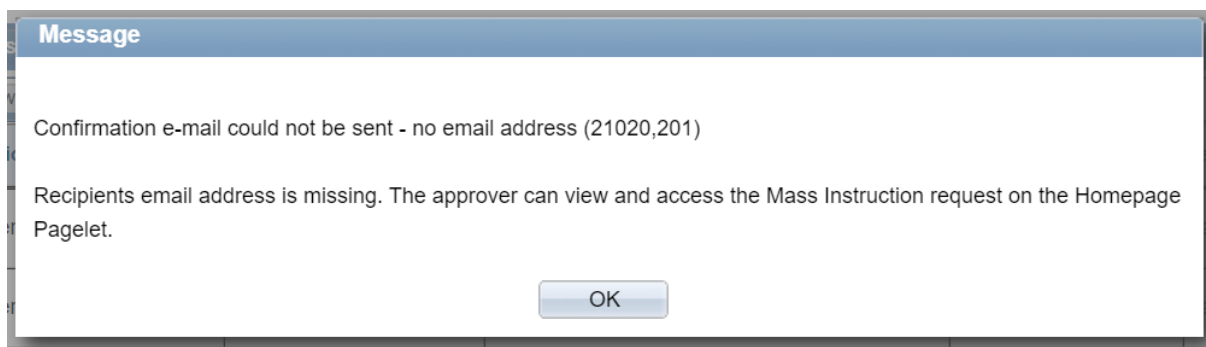 Message
Confirmation e-mail could not be sent - no email address (21020,201)
Recipients email address is missing. The approver can view and access the Mass Instruction request on the Homepage
Pagelet.
OK